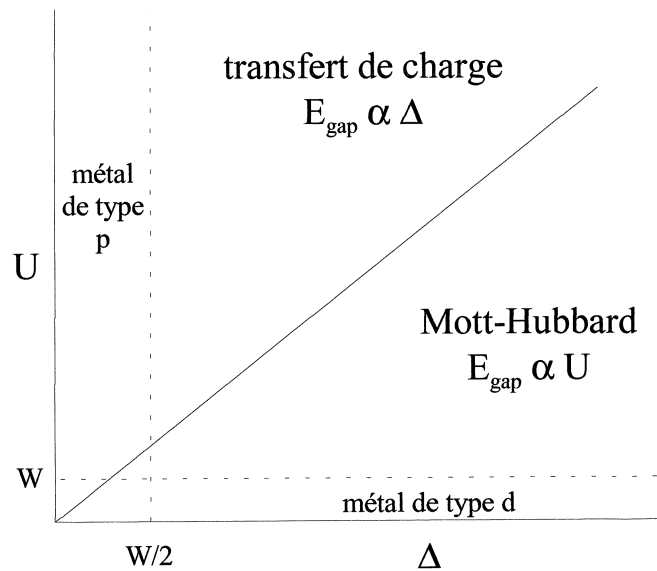 transfert de charge
E_gap α Δ
métal
de type
p
U
Mott-Hubbard
E_gap α U
W
métal de type d
W/2
Δ